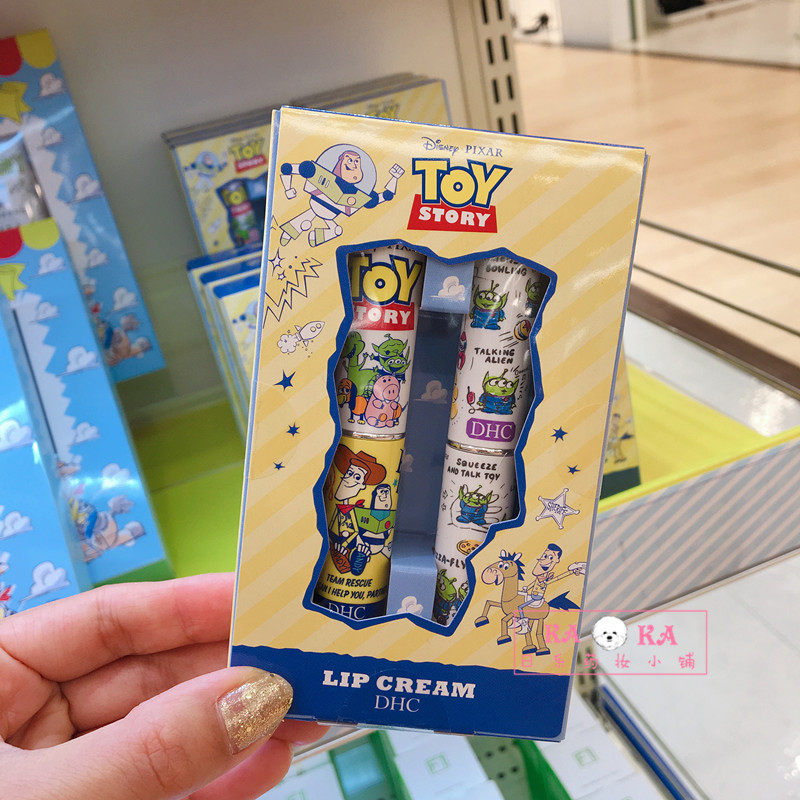 Disney PIXAR
TOY
STORY
TOY
STORY
BOWLING
TALKING
ALIEN
DHC
SQUEEZE
AND TALK TOY
TEAM RESCUE
DHC
KA KA
LIP CREAM
DHC
TOY